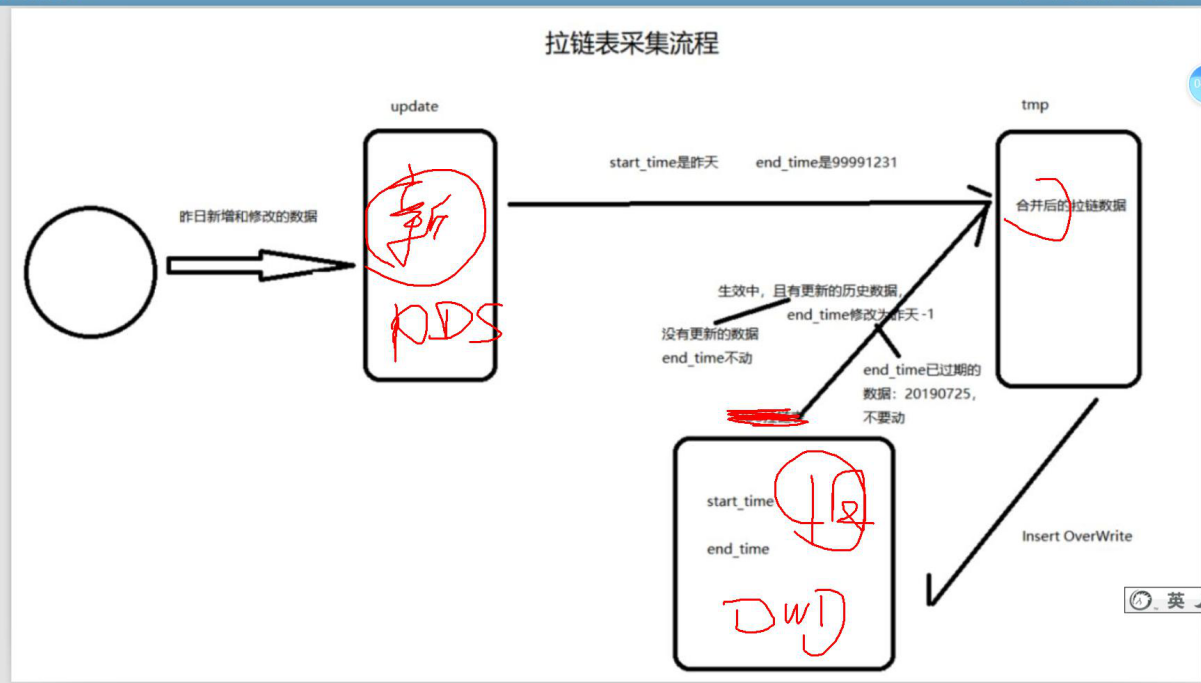 拉链表采集流程
update
tmp
start_time是昨天 end_time是99991231
昨日新增和修改的数据
新
ODS
合并后的拉链数据
生效中，且有更新的历史数据，
end_time修改为昨天 -1
没有更新的数据
end_time不动
end_time已过期的
数据：20190725，
不要动
start_time
end_time
DWD
Insert OverWrite
英